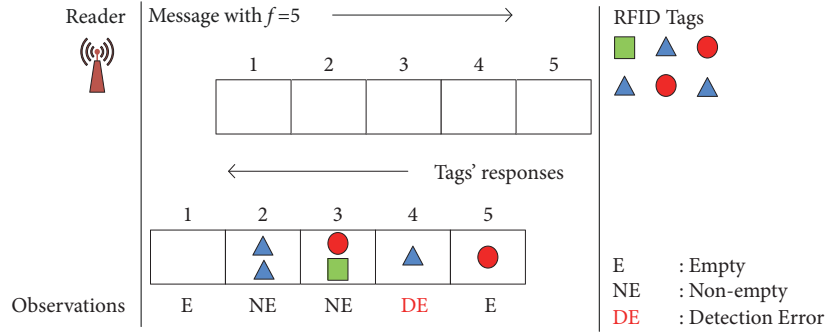 Reader
Message with f =5
RFID Tags
1 2 3 4 5
Tags' responses
1 2 3 4 5
Observations E NE NE DE E
E : Empty
NE : Non-empty
DE : Detection Error